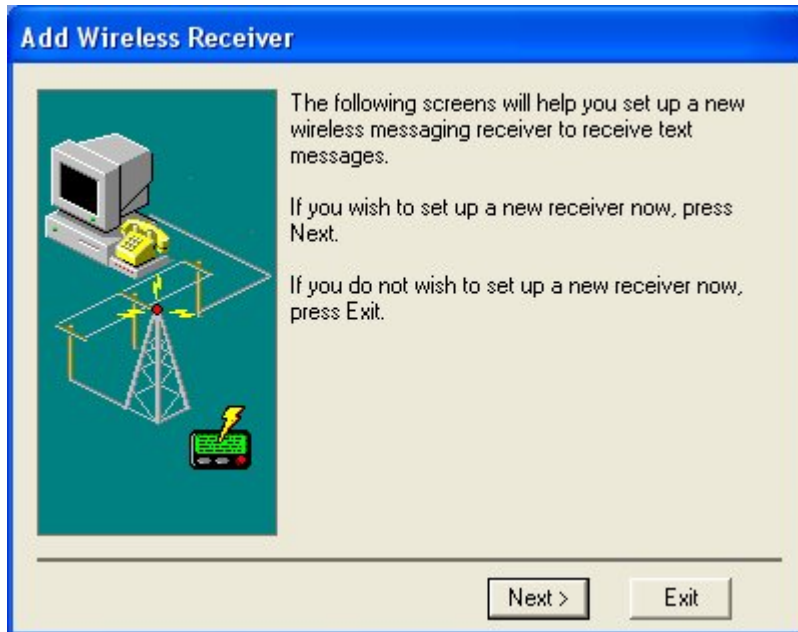 Add Wireless Receiver
The following screens will help you set up a new
wireless messaging receiver to receive text
messages.
If you wish to set up a new receiver now, press
Next.
If you do not wish to set up a new receiver now,
press Exit.
Next >
Exit